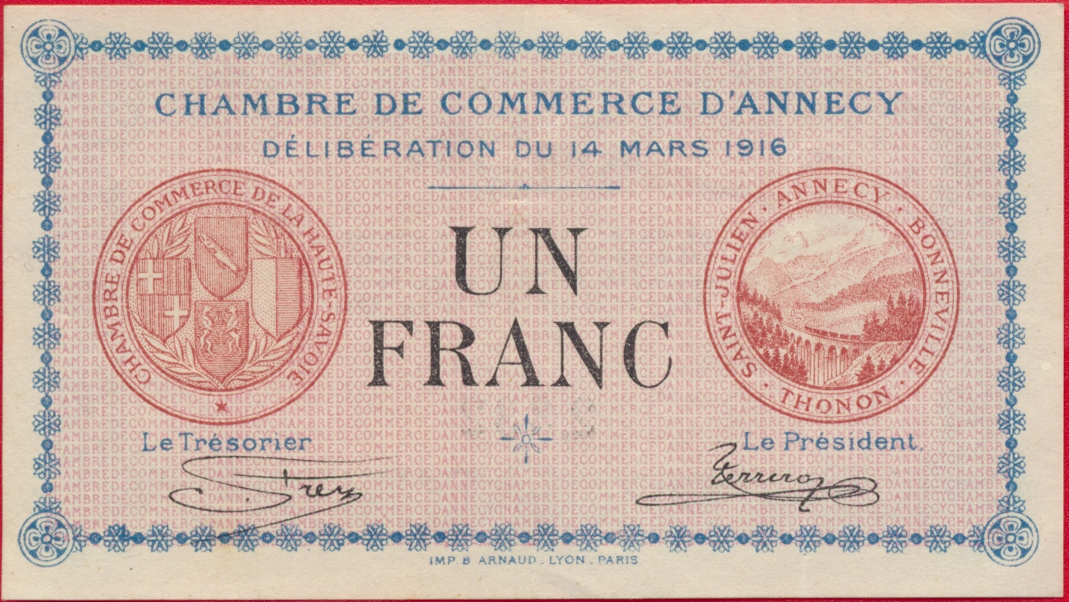 CHAMBRE DE COMMERCE D'ANNECY
DÉLIBÉRATION DU 14 MARS 1916
CHAMBRE DE COMMERCE DE LA HAUTE-SAVOIE
UN
FRANC
SAINT-JULIEN · ANNECY · BONNEVILLE · THONON ·
Le Trésorier
Le Président,
IMP. B ARNAUD. LYON. PARIS